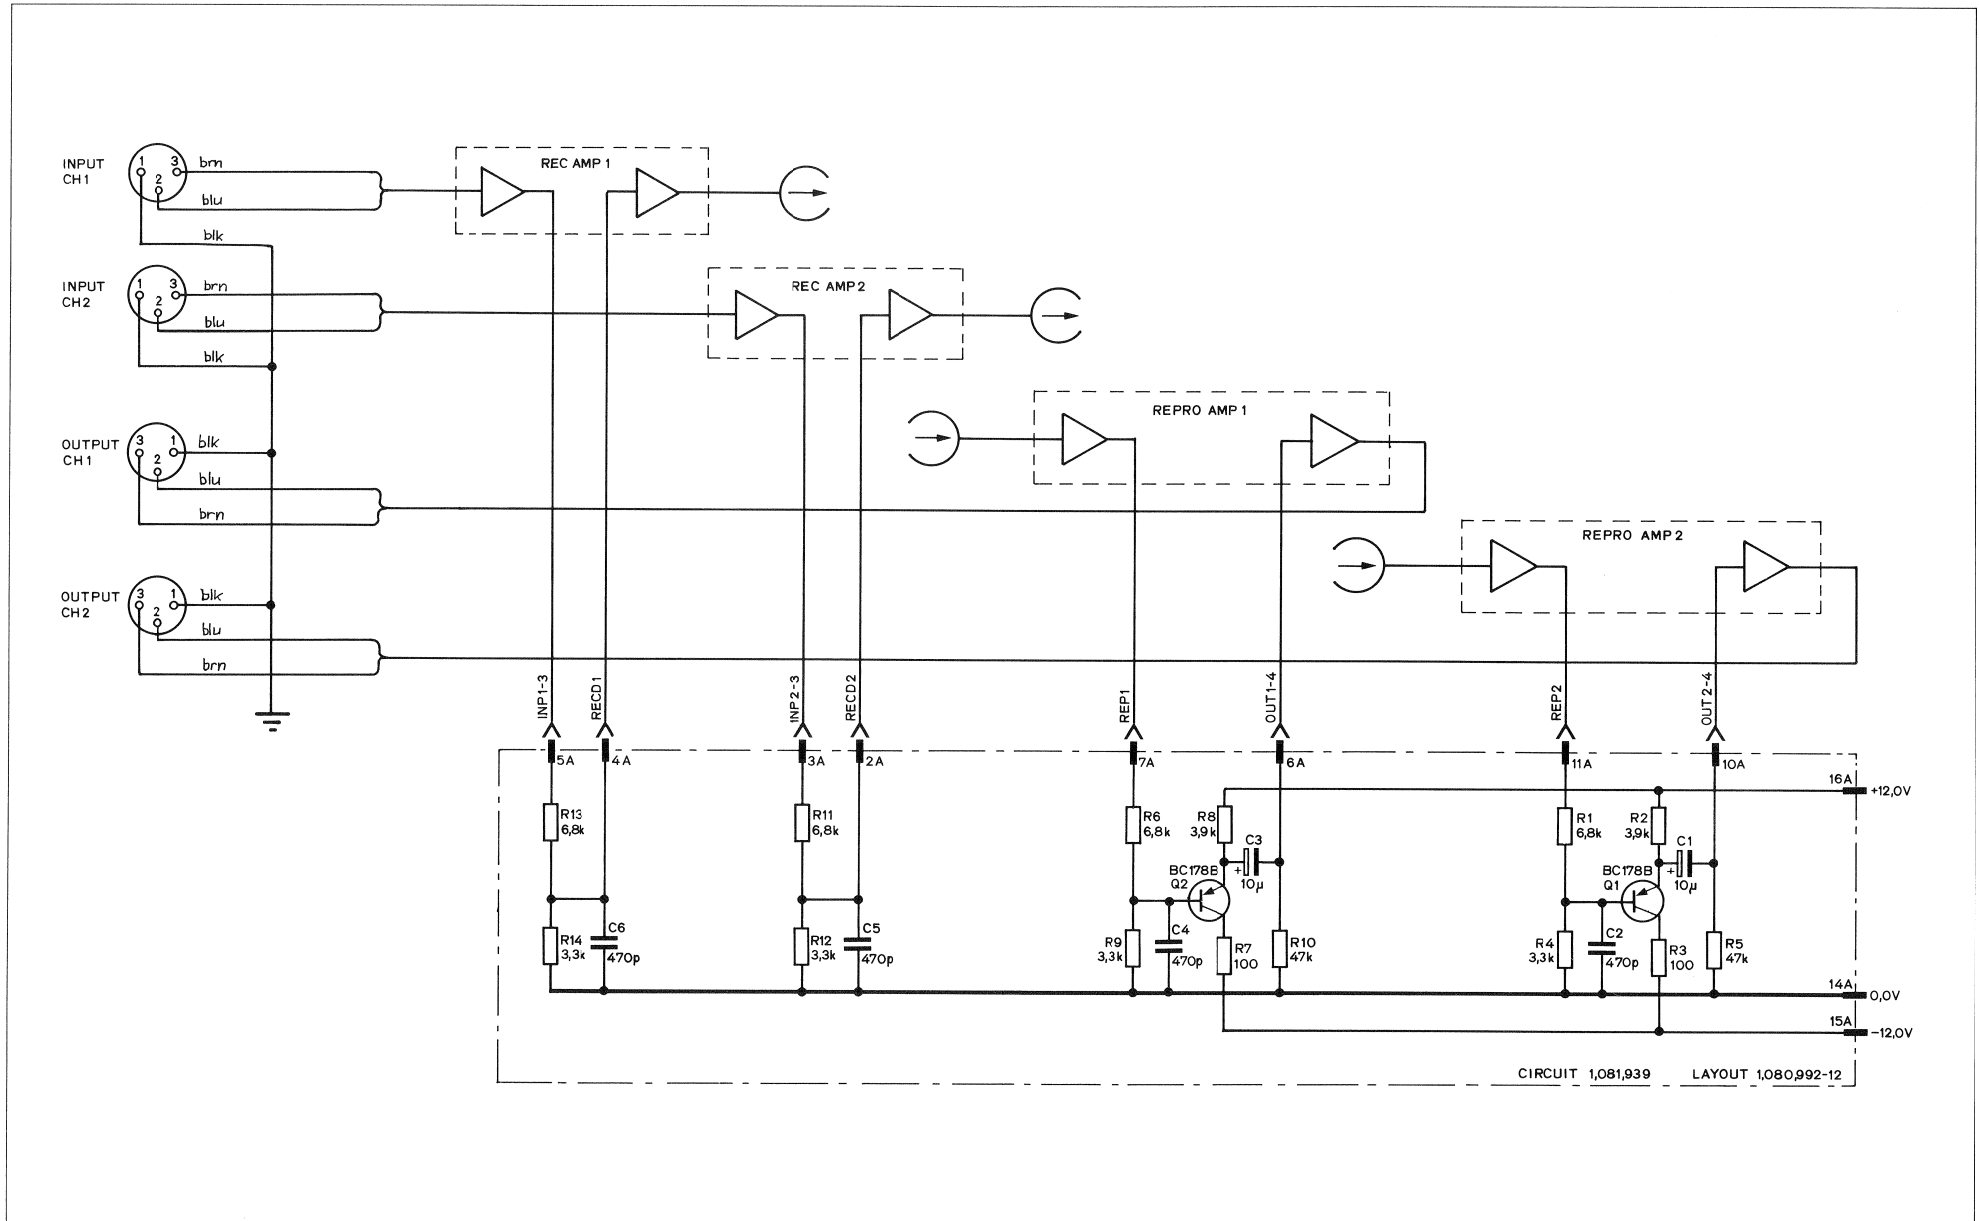 INPUT
CH1
1
3
2
brn
blu
blk
REC AMP 1
INPUT
CH2
1
3
2
brn
blu
blk
REC AMP 2
OUTPUT
CH1
3
1
2
blk
blu
brn
REPRO AMP 1
OUTPUT
CH2
3
1
2
blk
blu
brn
REPRO AMP 2
INP1-3
RECD1
INP2-3
RECD2
REP1
OUT1-4
REP2
OUT2-4
5A
4A
3A
2A
7A
6A
11A
10A
16A
+12,0V
R13
6,8k
R11
6,8k
R6
6,8k
R8
3,9k
C3
+
10µ
BC178B
Q2
R1
6,8k
R2
3,9k
C1
+
10µ
BC178B
Q1
R14
3,3k
C6
470p
R12
3,3k
C5
470p
R9
3,3k
C4
470p
R7
100
R10
47k
R4
3,3k
C2
470p
R3
100
R5
47k
14A
0,0V
15A
-12,0V
CIRCUIT 1,081,939
LAYOUT 1,080,992-12